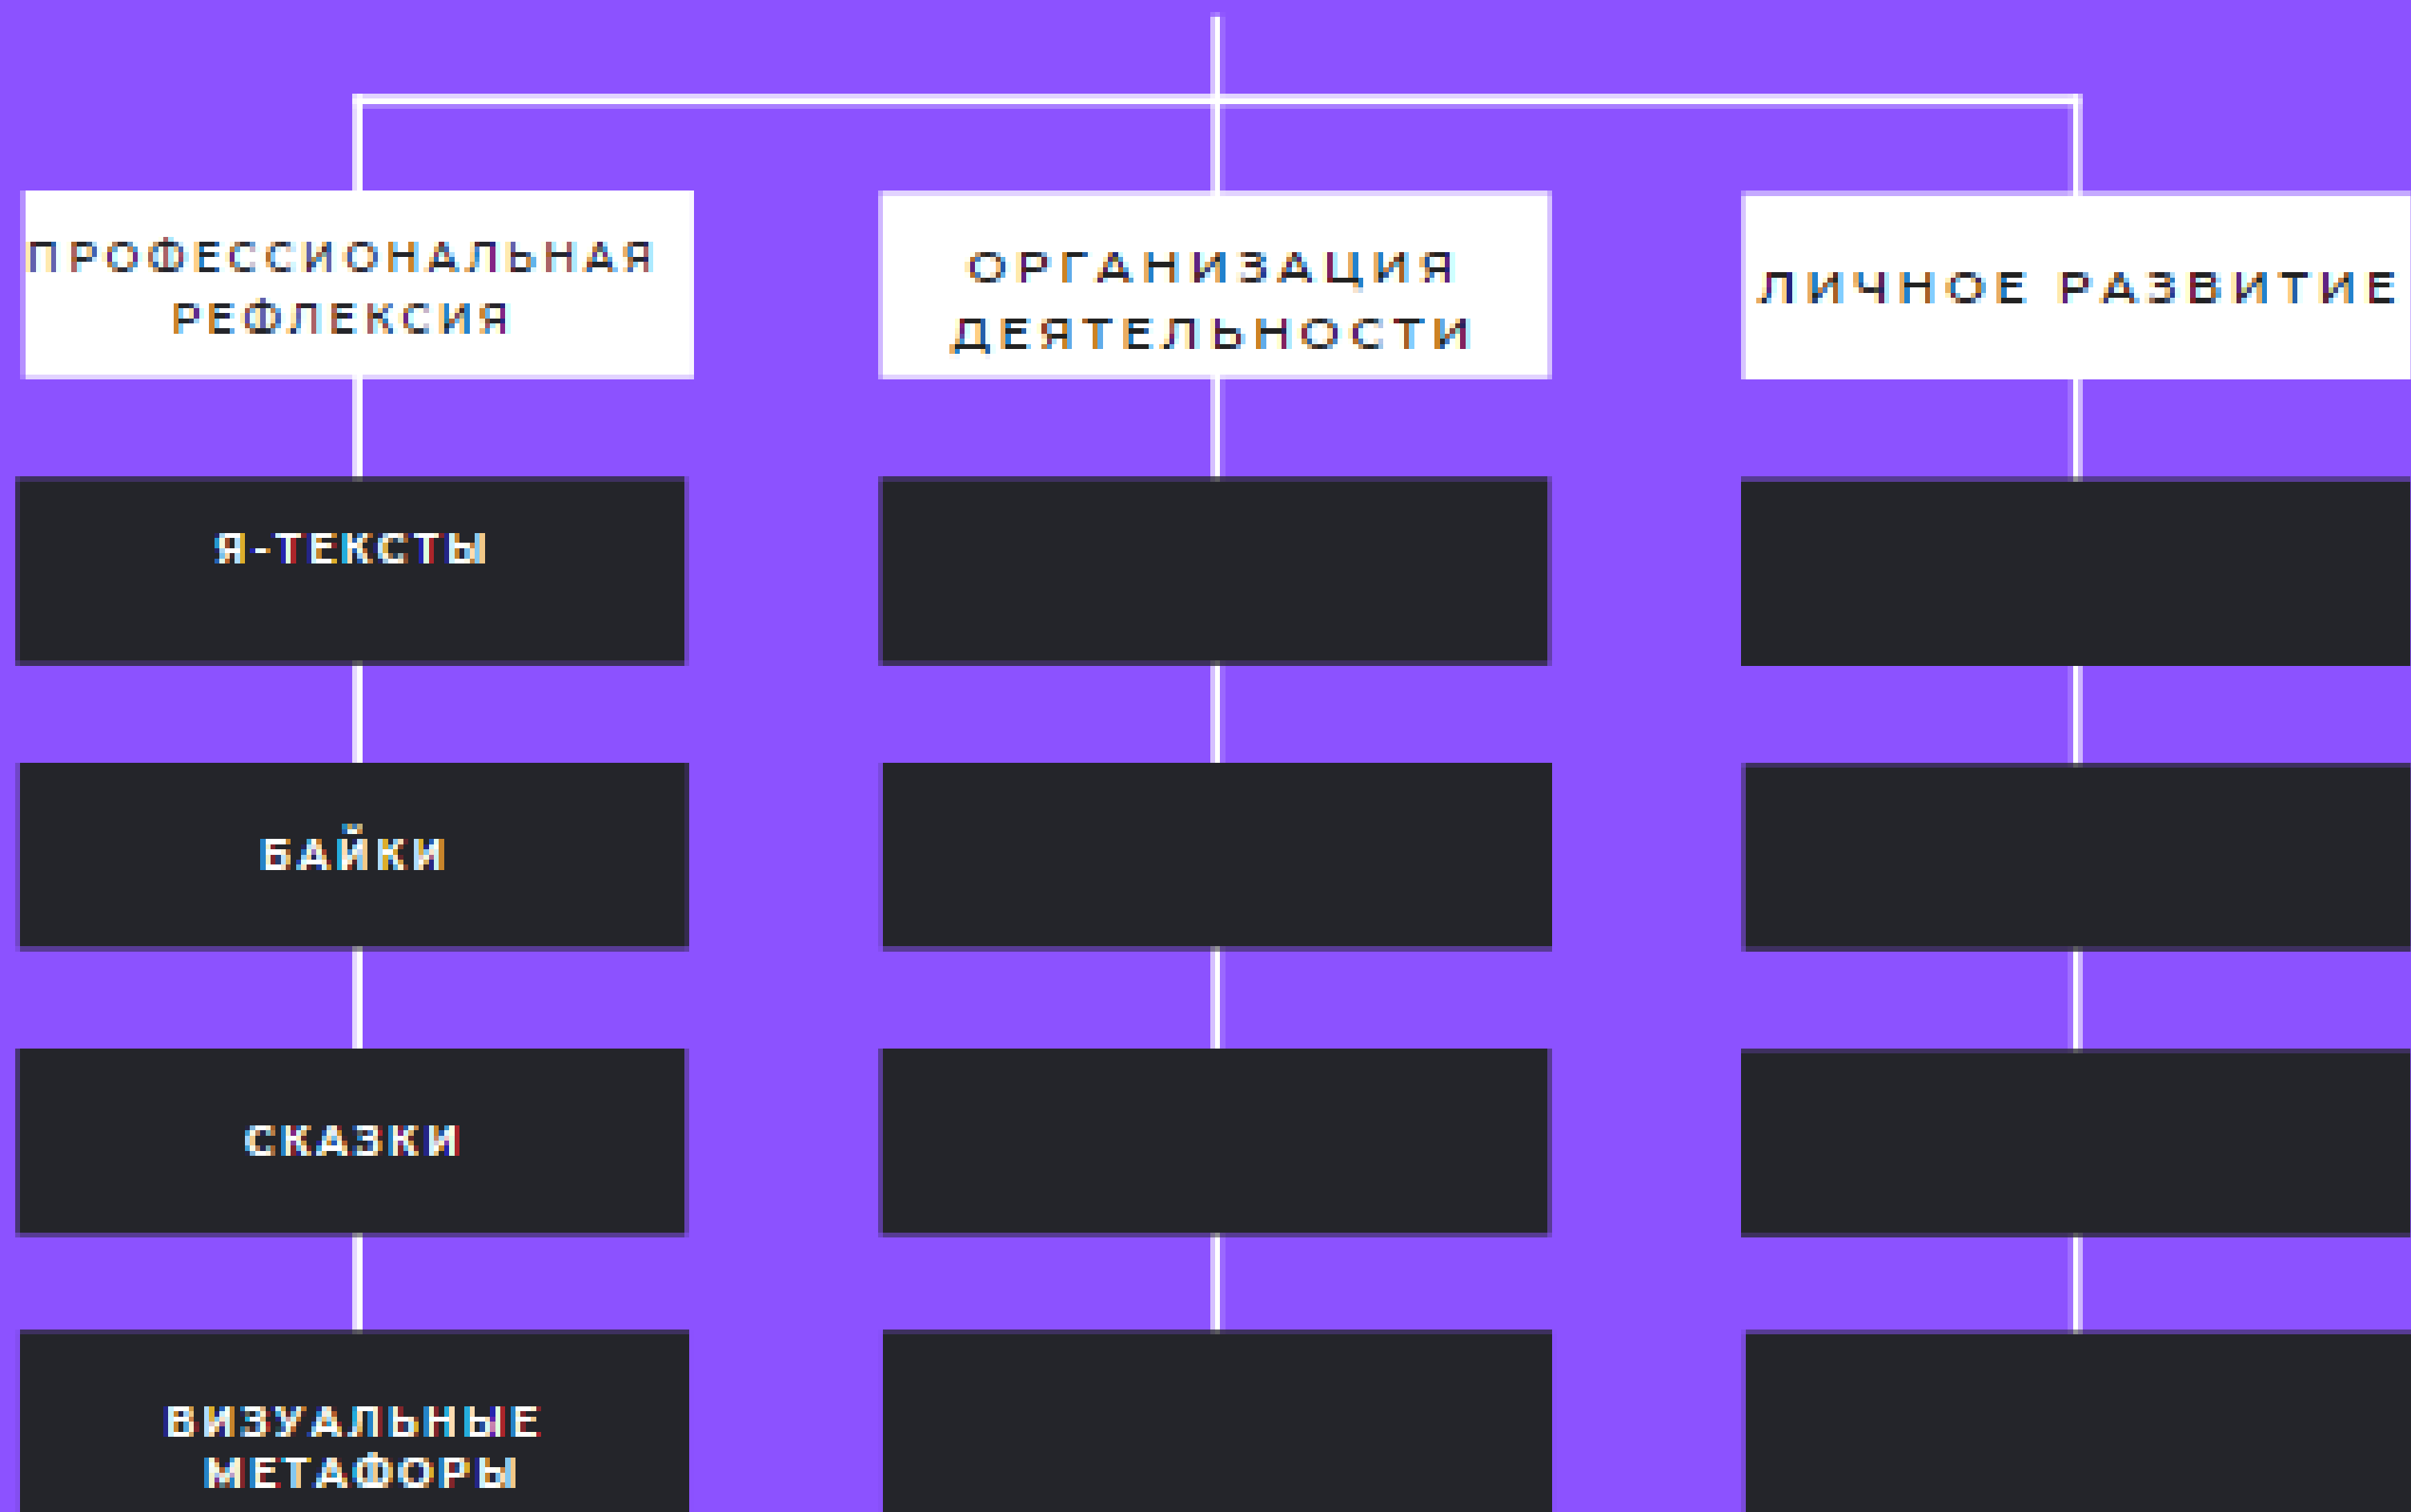 ПРОФЕССИОНАЛЬНАЯ
РЕФЛЕКСИЯ
ОРГАНИЗАЦИЯ
ДЕЯТЕЛЬНОСТИ
ЛИЧНОЕ РАЗВИТИЕ
Я-ТЕКСТЫ
БАЙКИ
СКАЗКИ
ВИЗУАЛЬНЫЕ
МЕТАФОРЫ